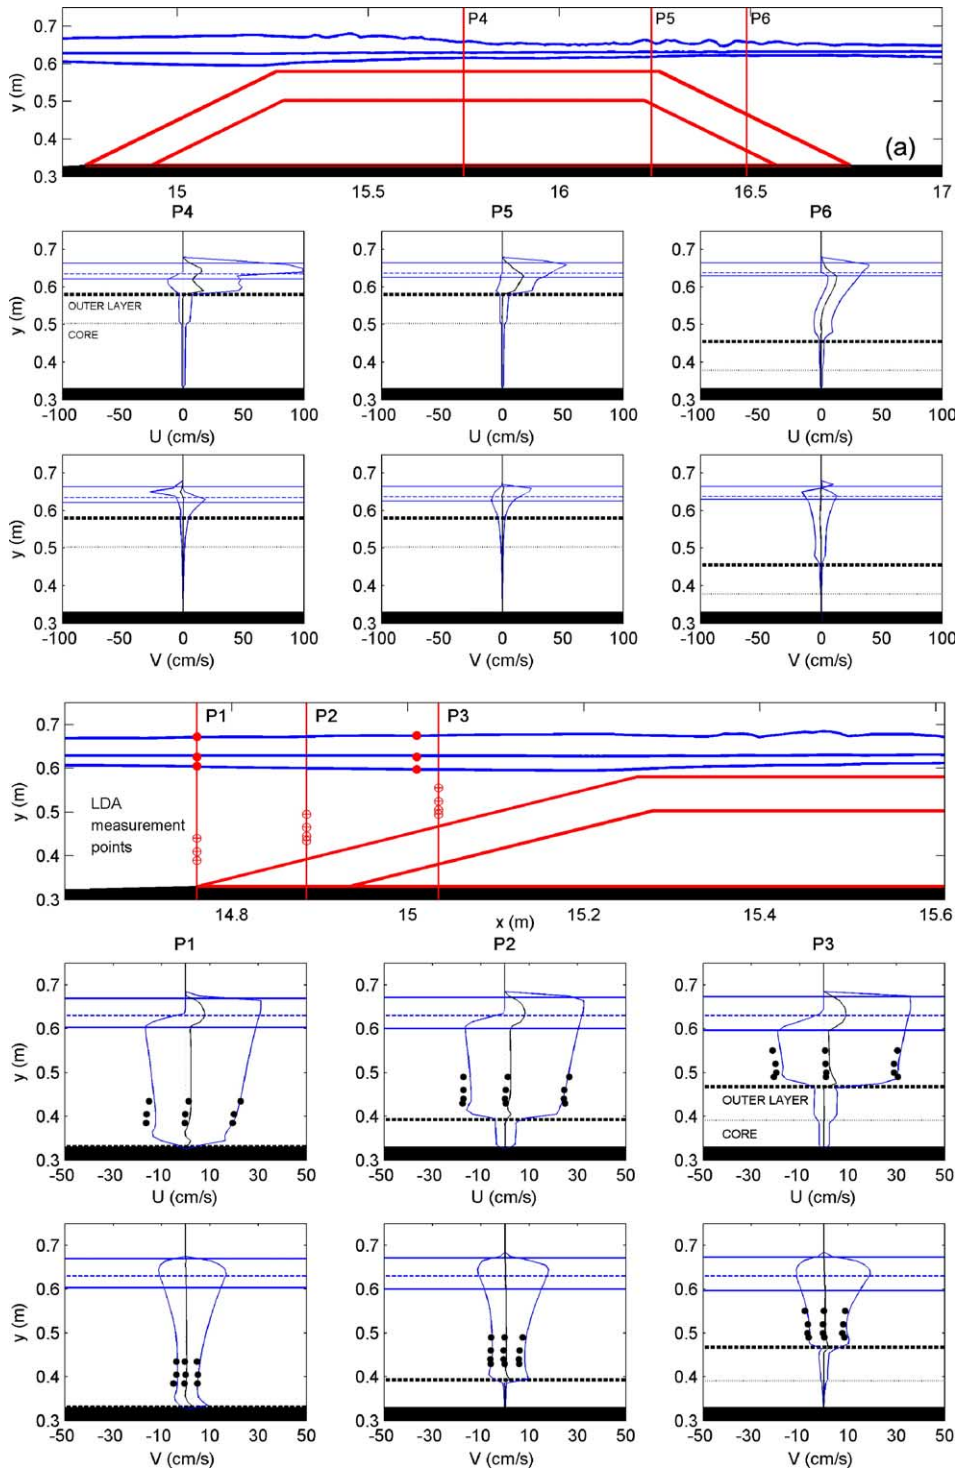 P4 P5 P6
0.7
0.6
0.5
0.4
0.3
y (m)
(a)
15 15.5 16 16.5 17
P4 P5 P6
0.7 0.7 0.7
0.6 0.6 0.6
0.5 0.5 0.5
0.4 0.4 0.4
0.3 0.3 0.3
y (m)
OUTER LAYER
CORE
-100 -50 0 50 100 -100 -50 0 50 100 -100 -50 0 50 100
U (cm/s) U (cm/s) U (cm/s)
0.7 0.7 0.7
0.6 0.6 0.6
0.5 0.5 0.5
0.4 0.4 0.4
0.3 0.3 0.3
y (m)
-100 -50 0 50 100 -100 -50 0 50 100 -100 -50 0 50 100
V (cm/s) V (cm/s) V (cm/s)
P1 P2 P3
0.7
0.6
0.5
0.4
0.3
y (m)
LDA
measurement
points
14.8 15 15.2 15.4 15.6
x (m)
P1 P2 P3
0.7 0.7 0.7
0.6 0.6 0.6
0.5 0.5 0.5
0.4 0.4 0.4
0.3 0.3 0.3
y (m)
OUTER LAYER
CORE
-50 -30 -10 10 30 50 -50 -30 -10 10 30 50 -50 -30 -10 10 30 50
U (cm/s) U (cm/s) U (cm/s)
0.7 0.7 0.7
0.6 0.6 0.6
0.5 0.5 0.5
0.4 0.4 0.4
0.3 0.3 0.3
y (m)
-50 -30 -10 10 30 50 -50 -30 -10 10 30 50 -50 -30 -10 10 30 50
V (cm/s) V (cm/s) V (cm/s)